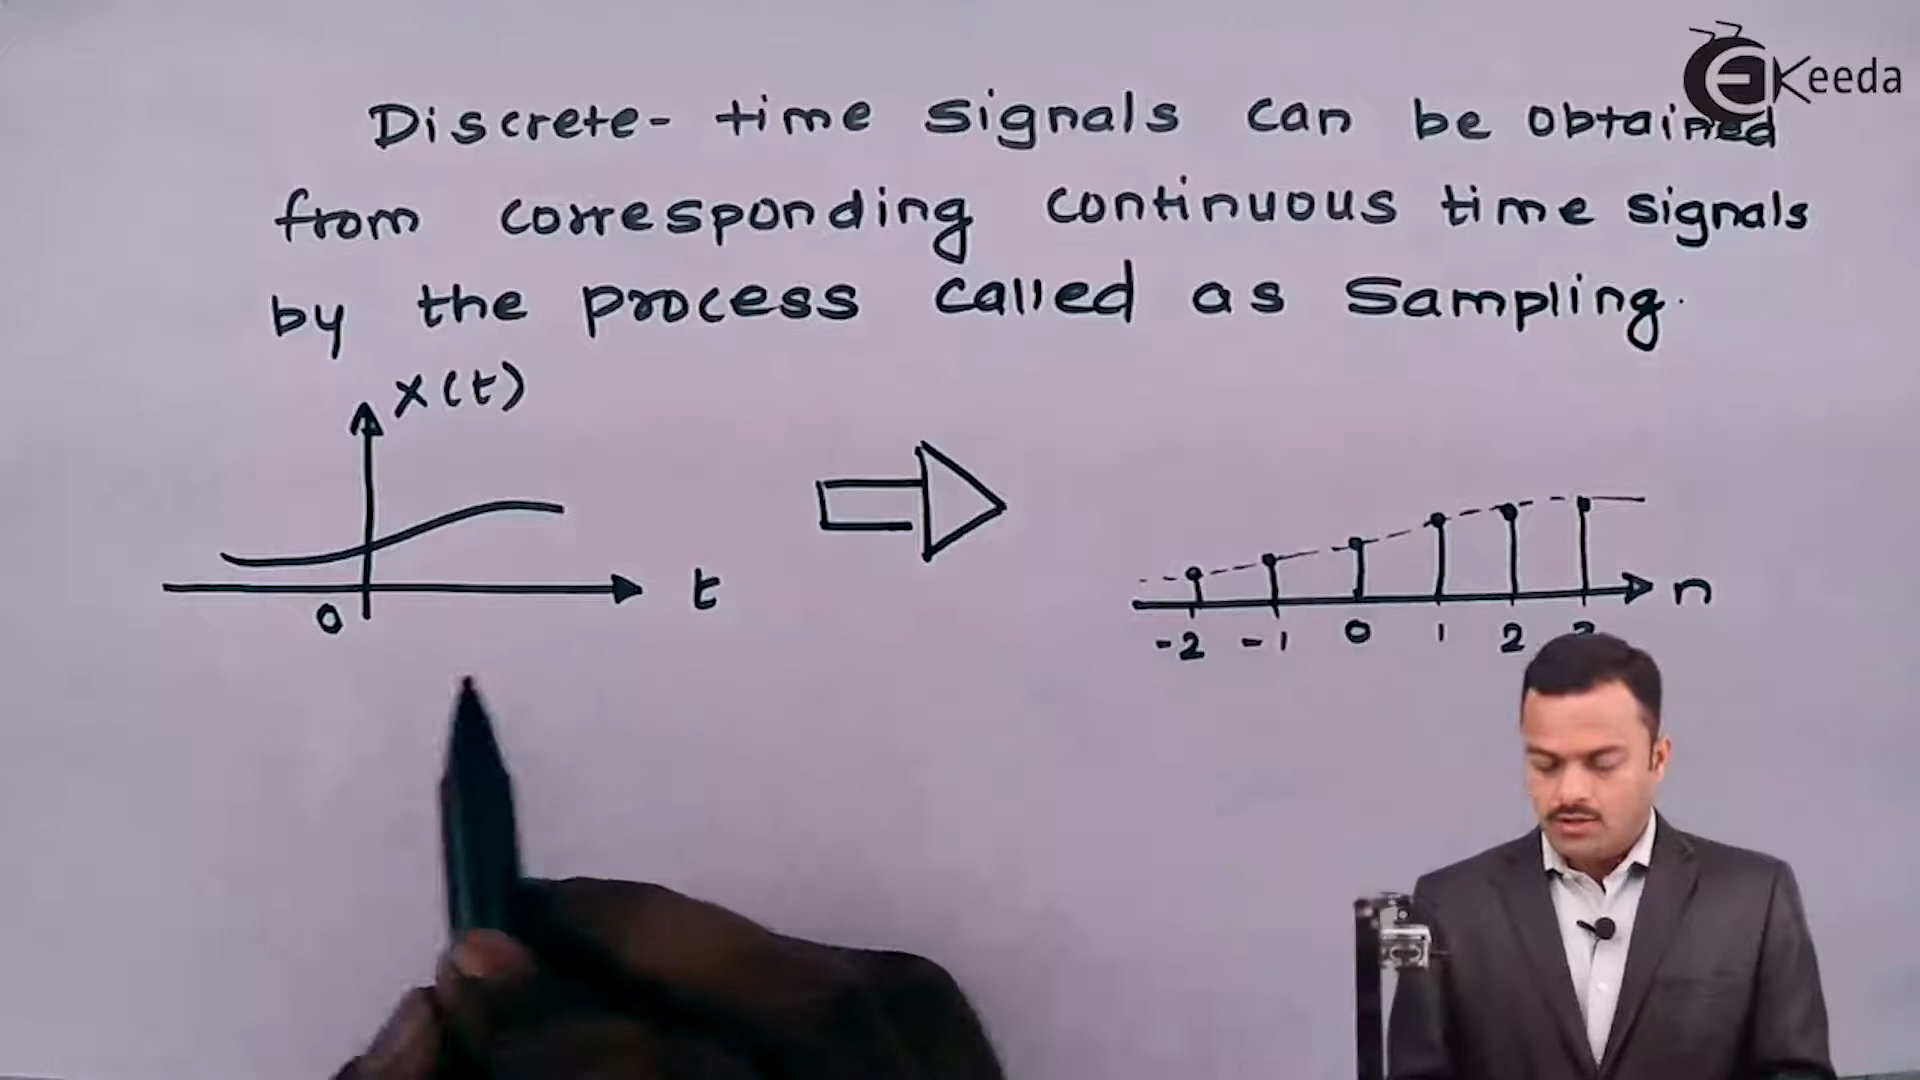 EKeeda
Discrete- time signals can be obtained
from corresponding continuous time signals
by the process called as sampling.
x(t)
0
t
-2 -1 0 1 2
n